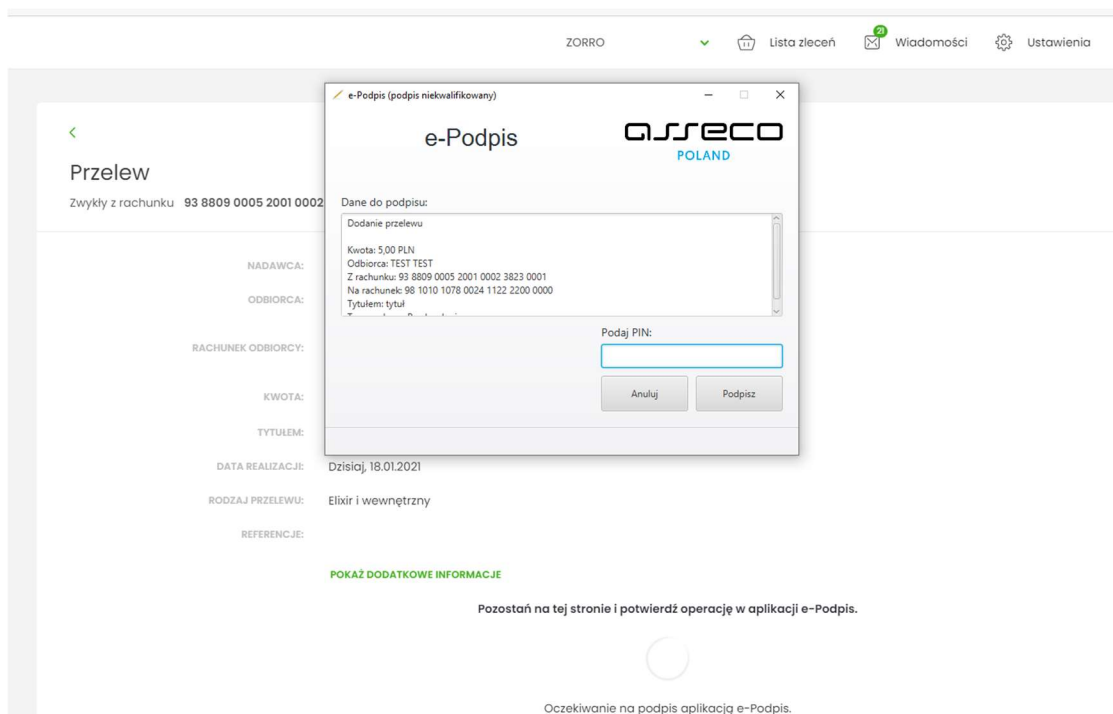 ZORRO
Lista zleceń
21
Wiadomości
Ustawienia
Przelew
Zwykły z rachunku 93 8809 0005 2001 0002
NADAWCA:
ODBIORCA:
RACHUNEK ODBIORCY:
KWOTA:
TYTUŁEM:
DATA REALIZACJI: Dzisiaj, 18.01.2021
RODZAJ PRZELEWU: Elixir i wewnętrzny
REFERENCJE:
e-Podpis (podpis niekwalifikowany)
e-Podpis
asseco
POLAND
Dane do podpisu:
Dodanie przelewu
Kwota: 5,00 PLN
Odbiorca: TEST TEST
Z rachunku: 93 8809 0005 2001 0002 3823 0001
Na rachunek: 98 1010 1078 0024 1122 2200 0000
Tytułem: tytuł
Podaj PIN:
Anuluj
Podpisz
POKAŻ DODATKOWE INFORMACJE
Pozostań na tej stronie i potwierdź operację w aplikacji e-Podpis.
Oczekiwanie na podpis aplikacją e-Podpis.